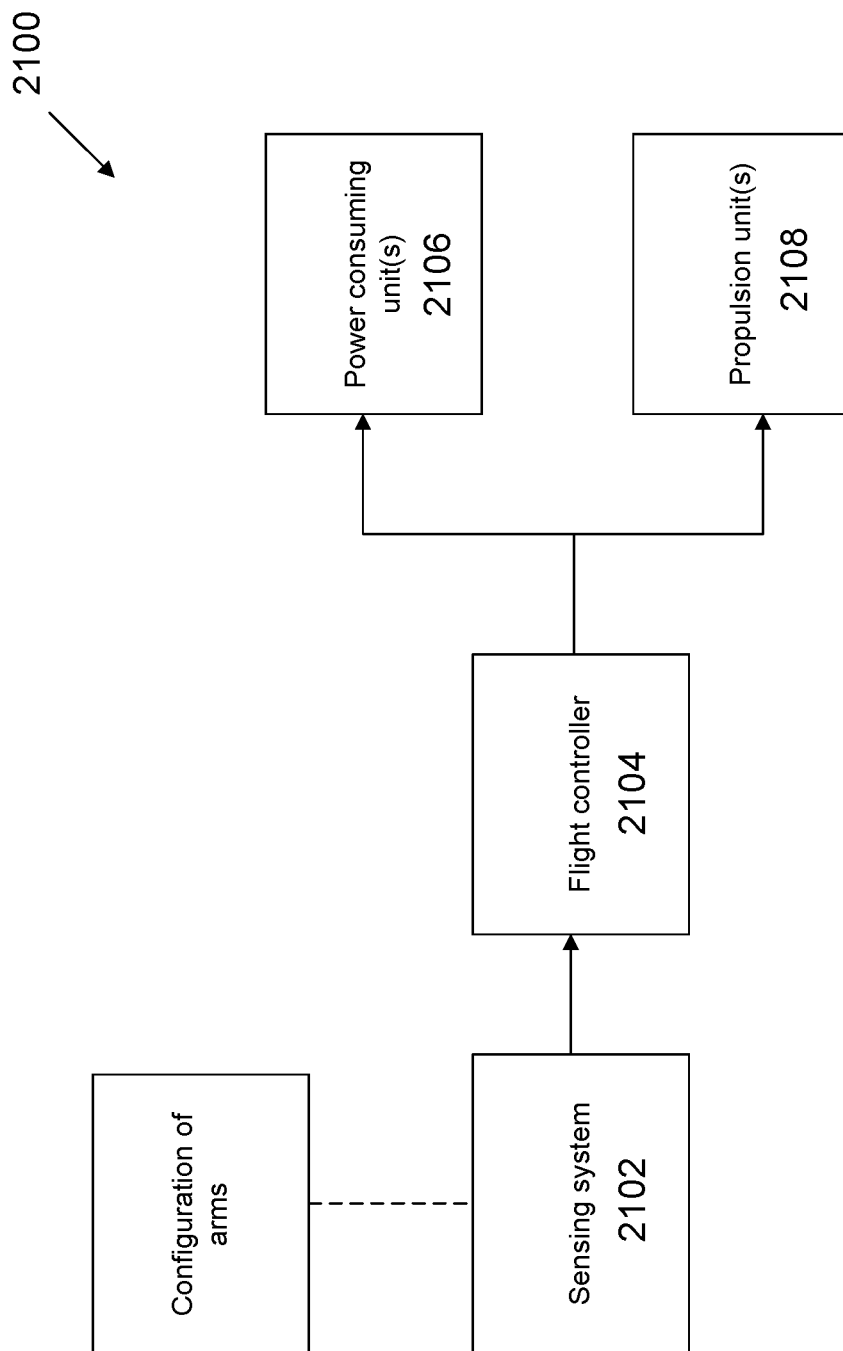 2100
Configuration of
arms
Sensing system
2102
Flight controller
2104
Power consuming
unit(s)
2106
Propulsion unit(s)
2108